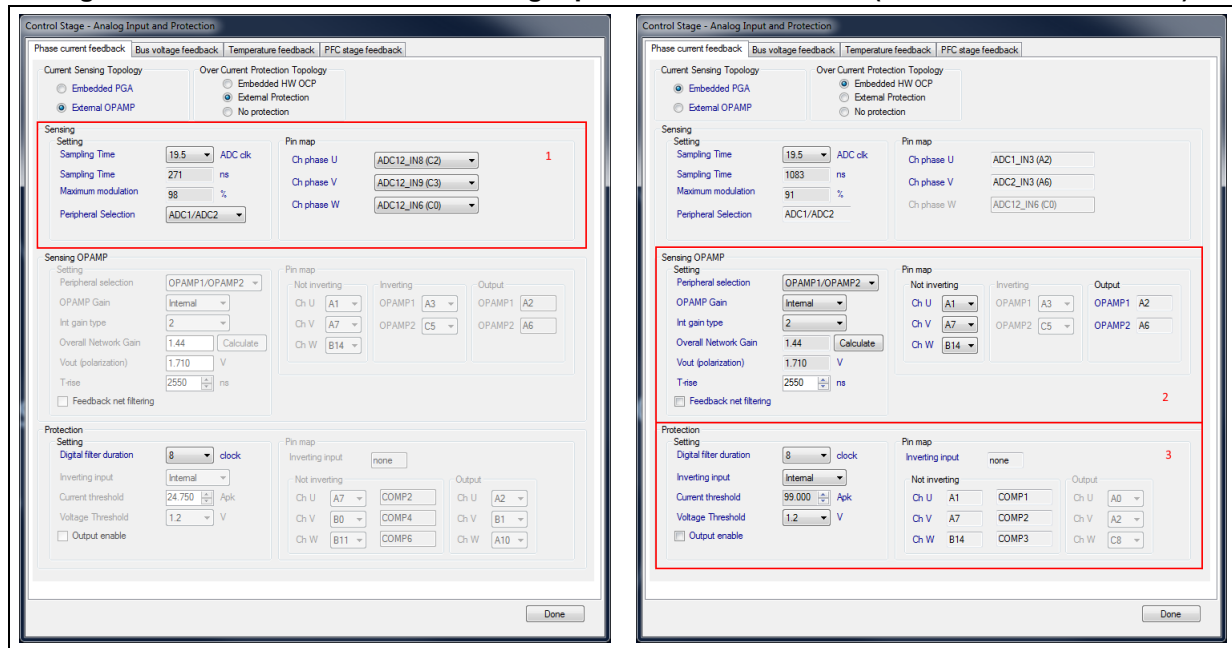 Control Stage - Analog Input and Protection
Phase current feedback Bus voltage feedback Temperature feedback PFC stage feedback
Current Sensing Topology Over Current Protection Topology
Embedded PGA Embedded HW OCP
External OPAMP External Protection
No protection
Sensing
Setting Pin map
Sampling Time 19.5 ADC clk Ch phase U ADC12_IN8 (C2) 1
Sampling Time 271 ns Ch phase V ADC12_IN9 (C3)
Maximum modulation 98 % Ch phase W ADC12_IN6 (C0)
Peripheral Selection ADC1/ADC2
Sensing OPAMP
Setting Pin map
Peripheral selection OPAMP1/OPAMP2 Not inverting Inverting Output
OPAMP Gain Internal Ch U A1 OPAMP1 A3 OPAMP1 A2
Int gain type 2 Ch V A7 OPAMP2 C5 OPAMP2 A6
Overall Network Gain 1.44 Calculate Ch W B14
Vout (polarization) 1.710 V
T-rise 2550 ns
Feedback net filtering
Protection
Setting Pin map
Digital filter duration 8 clock Inverting input none
Inverting input Internal Not inverting Output
Current threshold 24.750 Apk Ch U A7 COMP2 Ch U A2
Voltage Threshold 1.2 V Ch V B0 COMP4 Ch V B1
Output enable Ch W B11 COMP6 Ch W A10
Done
Control Stage - Analog Input and Protection
Phase current feedback Bus voltage feedback Temperature feedback PFC stage feedback
Current Sensing Topology Over Current Protection Topology
Embedded PGA Embedded HW OCP
External OPAMP External Protection
No protection
Sensing
Setting Pin map
Sampling Time 19.5 ADC clk Ch phase U ADC1_IN3 (A2)
Sampling Time 1083 ns Ch phase V ADC2_IN3 (A6)
Maximum modulation 91 % Ch phase W ADC12_IN6 (C0)
Peripheral Selection ADC1/ADC2
Sensing OPAMP
Setting Pin map
Peripheral selection OPAMP1/OPAMP2 Not inverting Inverting Output
OPAMP Gain Internal Ch U A1 OPAMP1 A3 OPAMP1 A2
Int gain type 2 Ch V A7 OPAMP2 C5 OPAMP2 A6
Overall Network Gain 1.44 Calculate Ch W B14
Vout (polarization) 1.710 V
T-rise 2550 ns
Feedback net filtering 2
Protection
Setting Pin map 3
Digital filter duration 8 clock Inverting input none
Inverting input Internal Not inverting Output
Current threshold 99.000 Apk Ch U A1 COMP1 Ch U A0
Voltage Threshold 1.2 V Ch V A7 COMP2 Ch V A2
Output enable Ch W B14 COMP3 Ch W C8
Done